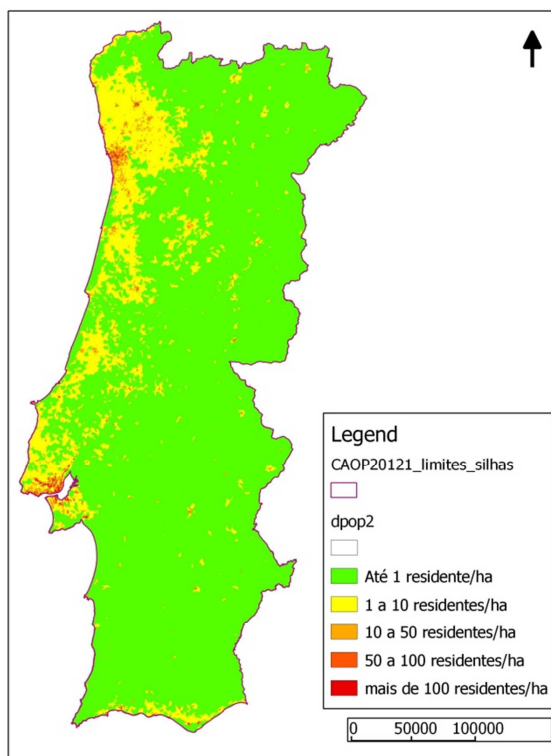 Legend
CAOP20121_limites_silhas
dpop2
Até 1 residente/ha
1 a 10 residentes/ha
10 a 50 residentes/ha
50 a 100 residentes/ha
mais de 100 residentes/ha
0 50000 100000